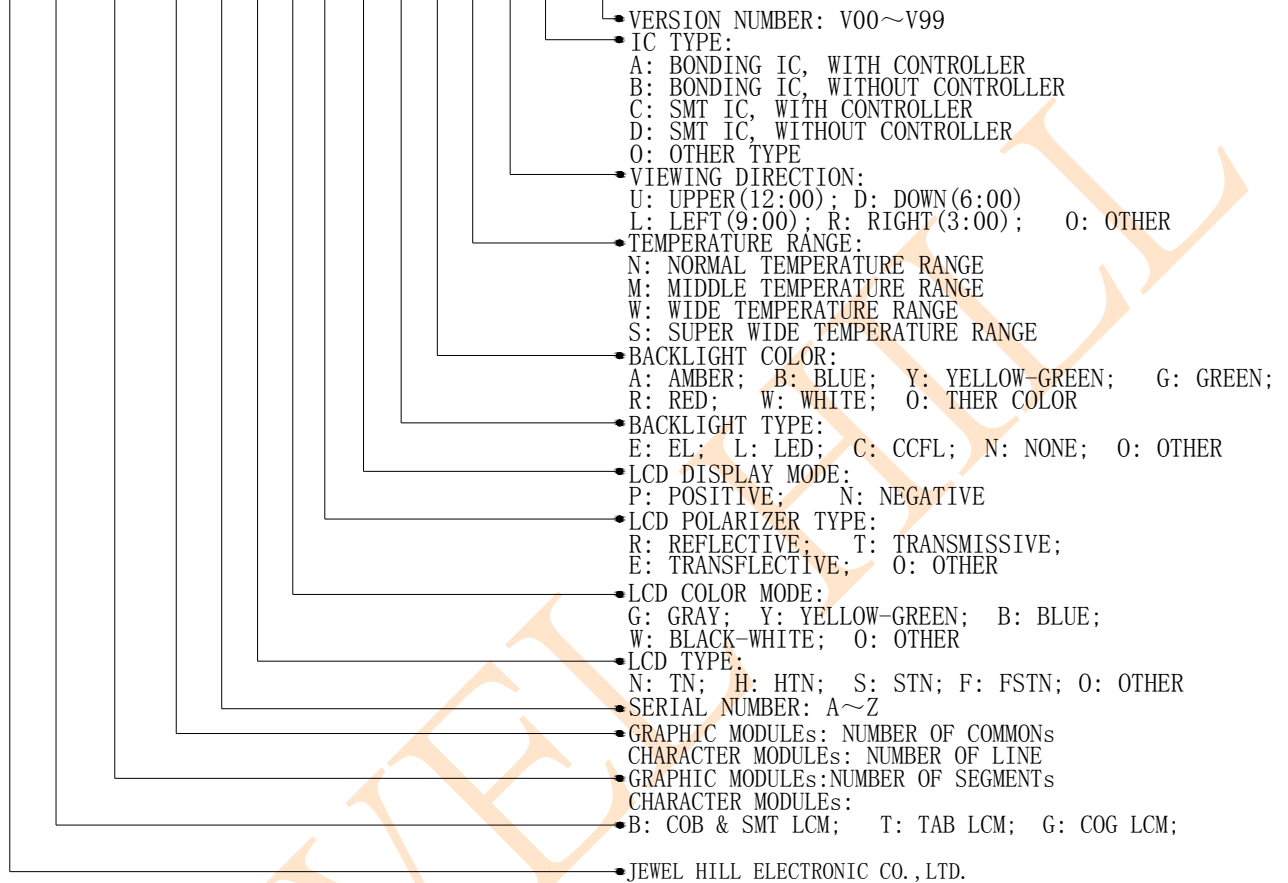 VERSION NUMBER: V00～V99
IC TYPE:
A: BONDING IC, WITH CONTROLLER
B: BONDING IC, WITHOUT CONTROLLER
C: SMT IC, WITH CONTROLLER
D: SMT IC, WITHOUT CONTROLLER
O: OTHER TYPE
VIEWING DIRECTION:
U: UPPER(12:00); D: DOWN(6:00)
L: LEFT(9:00); R: RIGHT(3:00); O: OTHER
TEMPERATURE RANGE:
N: NORMAL TEMPERATURE RANGE
M: MIDDLE TEMPERATURE RANGE
W: WIDE TEMPERATURE RANGE
S: SUPER WIDE TEMPERATURE RANGE
BACKLIGHT COLOR:
A: AMBER; B: BLUE; Y: YELLOW-GREEN; G: GREEN;
R: RED; W: WHITE; O: THER COLOR
BACKLIGHT TYPE:
E: EL; L: LED; C: CCFL; N: NONE; O: OTHER
LCD DISPLAY MODE:
P: POSITIVE; N: NEGATIVE
LCD POLARIZER TYPE:
R: REFLECTIVE; T: TRANSMISSIVE;
E: TRANSFLECTIVE; O: OTHER
LCD COLOR MODE:
G: GRAY; Y: YELLOW-GREEN; B: BLUE;
W: BLACK-WHITE; O: OTHER
LCD TYPE:
N: TN; H: HTN; S: STN; F: FSTN; O: OTHER
SERIAL NUMBER: A～Z
GRAPHIC MODULEs: NUMBER OF COMMONs
CHARACTER MODULEs: NUMBER OF LINE
GRAPHIC MODULEs:NUMBER OF SEGMENTs
CHARACTER MODULEs:
B: COB & SMT LCM; T: TAB LCM; G: COG LCM;
JEWEL HILL ELECTRONIC CO.,LTD.
VEL HILL